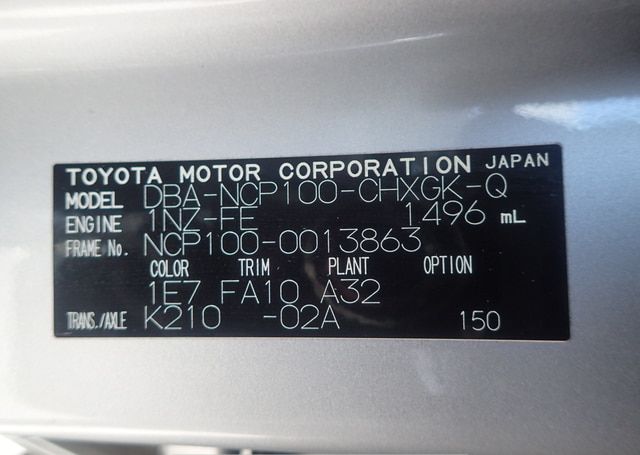 TOYOTA MOTOR CORPORATION JAPAN
MODEL DBA-NCP100-CHXGK-Q
ENGINE 1NZ-FE 1496 mL
FRAME No. NCP100-0013863
COLOR TRIM PLANT OPTION
1E7 FA10 A32
TRANS./AXLE K210 -02A 150